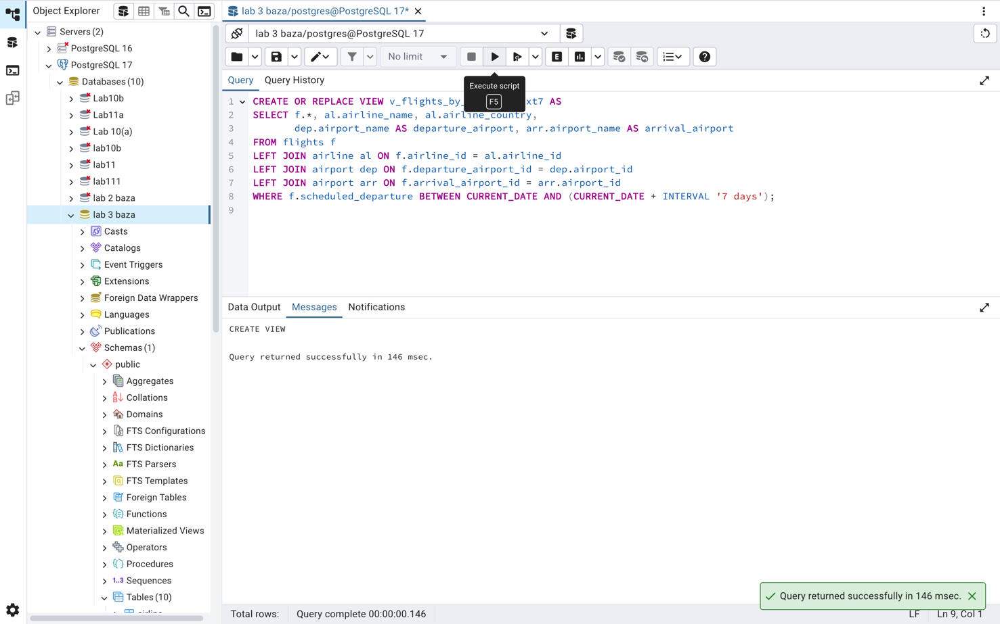 Object Explorer
lab 3 baza/postgres@PostgreSQL 17*
Servers (2)
PostgreSQL 16
PostgreSQL 17
Databases (10)
Lab10b
Lab11a
Lab 10(a)
lab10b
lab11
lab111
lab 2 baza
lab 3 baza
Casts
Catalogs
Event Triggers
Extensions
Foreign Data Wrappers
Languages
Publications
Schemas (1)
public
Aggregates
Collations
Domains
FTS Configurations
FTS Dictionaries
Aa FTS Parsers
FTS Templates
Foreign Tables
Functions
Materialized Views
Operators
Procedures
1..3 Sequences
Tables (10)
lab 3 baza/postgres@PostgreSQL 17
No limit
E
Query Query History
Execute script
F5
1 CREATE OR REPLACE VIEW v_flights_by_ xt7 AS
2 SELECT f.*, al.airline_name, al.airline_country,
3 dep.airport_name AS departure_airport, arr.airport_name AS arrival_airport
4 FROM flights f
5 LEFT JOIN airline al ON f.airline_id = al.airline_id
6 LEFT JOIN airport dep ON f.departure_airport_id = dep.airport_id
7 LEFT JOIN airport arr ON f.arrival_airport_id = arr.airport_id
8 WHERE f.scheduled_departure BETWEEN CURRENT_DATE AND (CURRENT_DATE + INTERVAL '7 days');
9
Data Output Messages Notifications
CREATE VIEW
Query returned successfully in 146 msec.
Query returned successfully in 146 msec.
Total rows:
Query complete 00:00:00.146
LF
Ln 9, Col 1